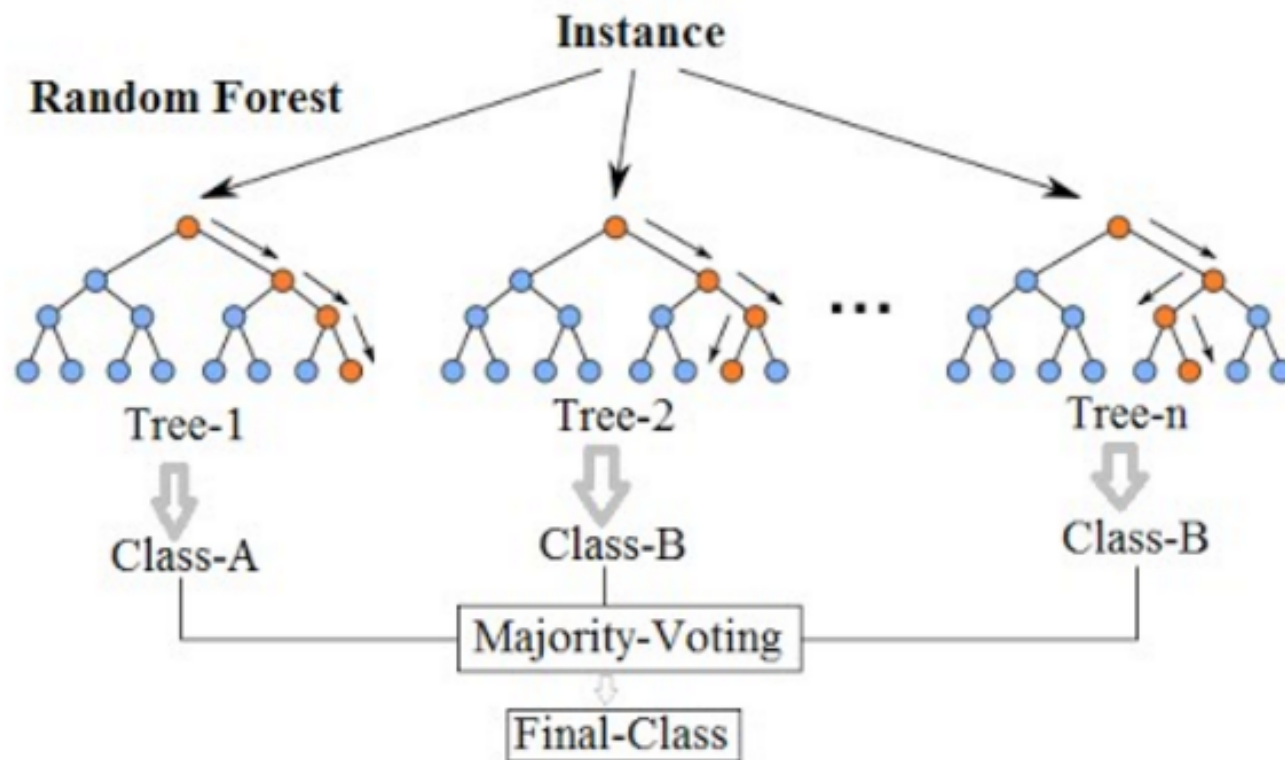 Instance
Random Forest
...
Tree-1
Tree-2
Tree-n
Class-A
Class-B
Class-B
Majority-Voting
Final-Class